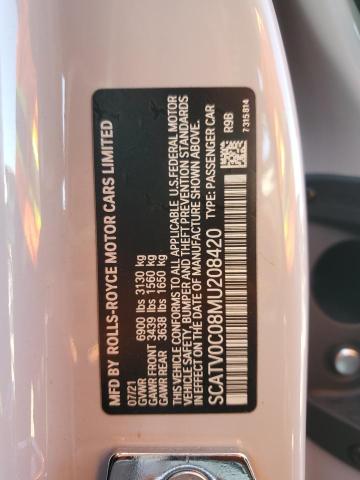 MFD BY ROLLS-ROYCE MOTOR CARS LIMITED
07/21
GVWR 6900 lbs 3130 kg
GAWR FRONT 3439 lbs 1560 kg
GAWR REAR 3638 lbs 1650 kg
THIS VEHICLE CONFORMS TO ALL APPLICABLE U.S.FEDERAL MOTOR
VEHICLE SAFETY, BUMPER AND THEFT PREVENTION STANDARDS
IN EFFECT ON THE DATE OF MANUFACTURE SHOWN ABOVE.
SCATV0C08MU208420 TYPE: PASSENGER CAR
R9B
7 315 814